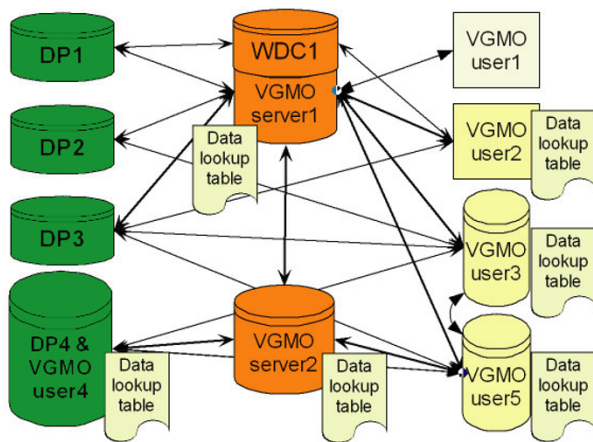 DP1
WDC1
VGMO
server1
VGMO
user1
DP2
Data
lookup
table
VGMO
user2
Data
lookup
table
DP3
VGMO
user3
Data
lookup
table
DP4 &
VGMO
user4
Data
lookup
table
VGMO
server2
Data
lookup
table
VGMO
user5
Data
lookup
table